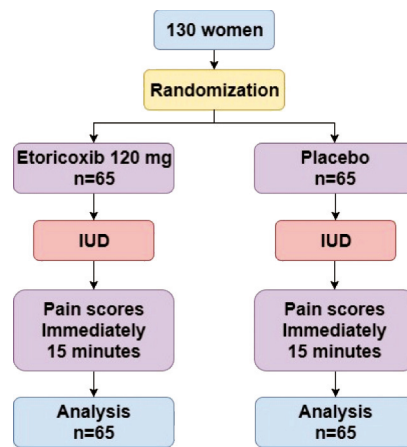 130 women
Randomization
Etoricoxib 120 mg
n=65
Placebo
n=65
IUD
IUD
Pain scores
Immediately
15 minutes
Pain scores
Immediately
15 minutes
Analysis
n=65
Analysis
n=65